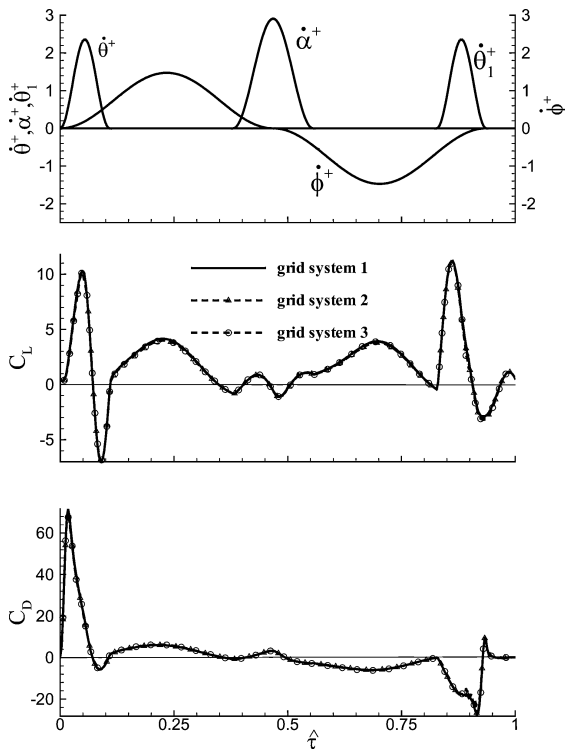 3 3
2 2
1 1
0 0
-1 -1
-2 -2
θ̇⁺,α̇⁺,θ̇₁⁺
ϕ̇⁺
θ̇⁺
α̇⁺
θ̇₁⁺
ϕ̇⁺
10
5
0
-5
C_L
grid system 1
grid system 2
grid system 3
60
40
20
0
-20
C_D
0 0.25 0.5 0.75 1
τ̂